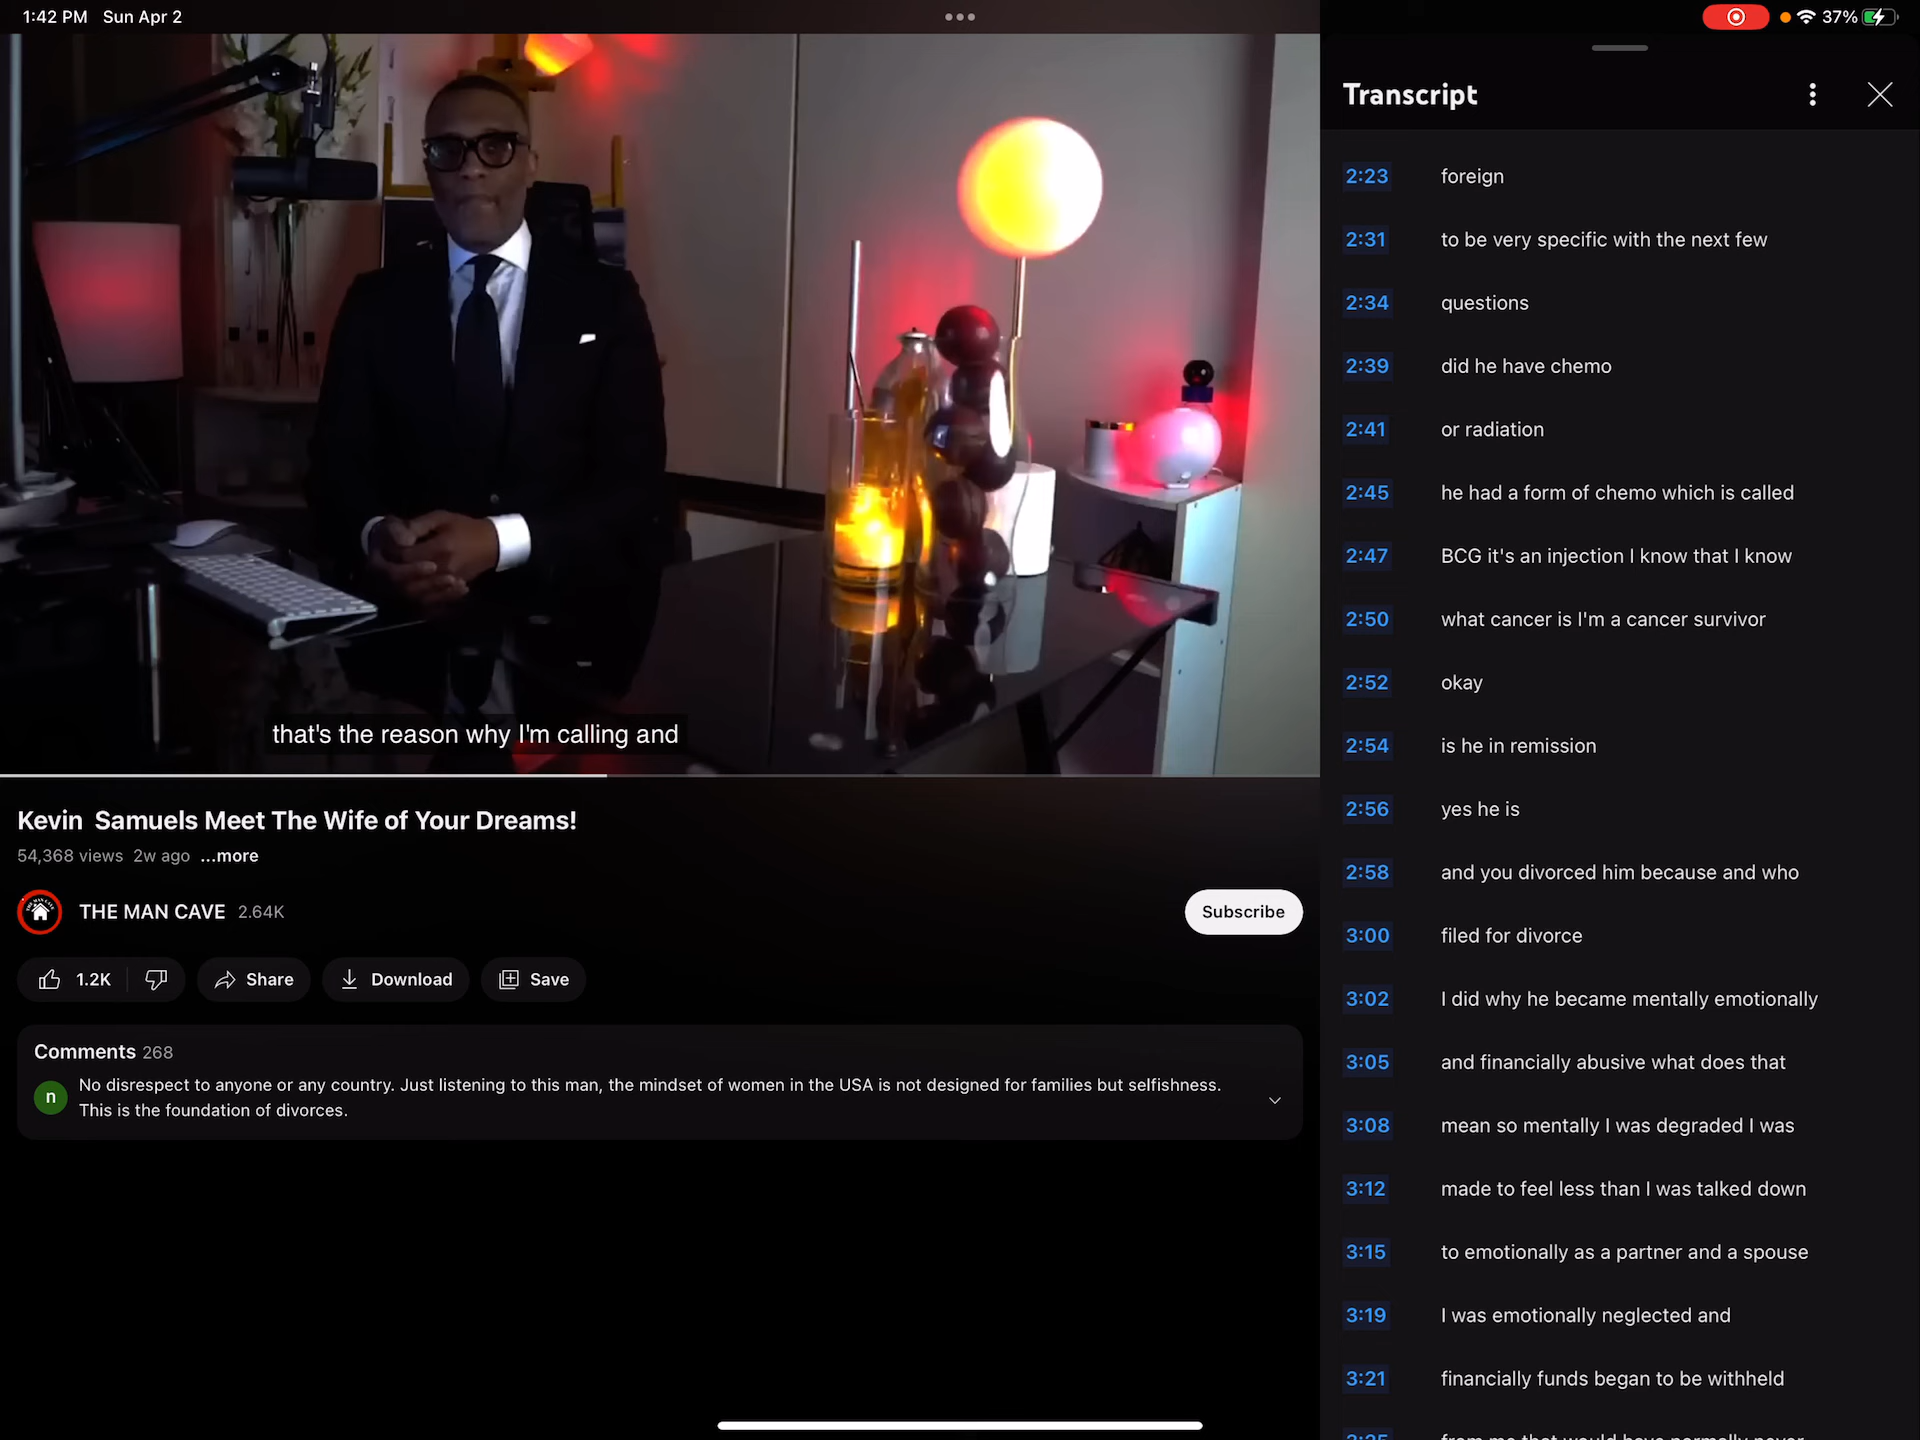 1:42 PM Sun Apr 2
37%
that's the reason why I'm calling and
Kevin Samuels Meet The Wife of Your Dreams!
54,368 views 2w ago ...more
THE MAN CAVE 2.64K
Subscribe
1.2K
Share
Download
Save
Comments 268
n
No disrespect to anyone or any country. Just listening to this man, the mindset of women in the USA is not designed for families but selfishness.
This is the foundation of divorces.
Transcript
2:23 foreign
2:31 to be very specific with the next few
2:34 questions
2:39 did he have chemo
2:41 or radiation
2:45 he had a form of chemo which is called
2:47 BCG it's an injection I know that I know
2:50 what cancer is I'm a cancer survivor
2:52 okay
2:54 is he in remission
2:56 yes he is
2:58 and you divorced him because and who
3:00 filed for divorce
3:02 I did why he became mentally emotionally
3:05 and financially abusive what does that
3:08 mean so mentally I was degraded I was
3:12 made to feel less than I was talked down
3:15 to emotionally as a partner and a spouse
3:19 I was emotionally neglected and
3:21 financially funds began to be withheld